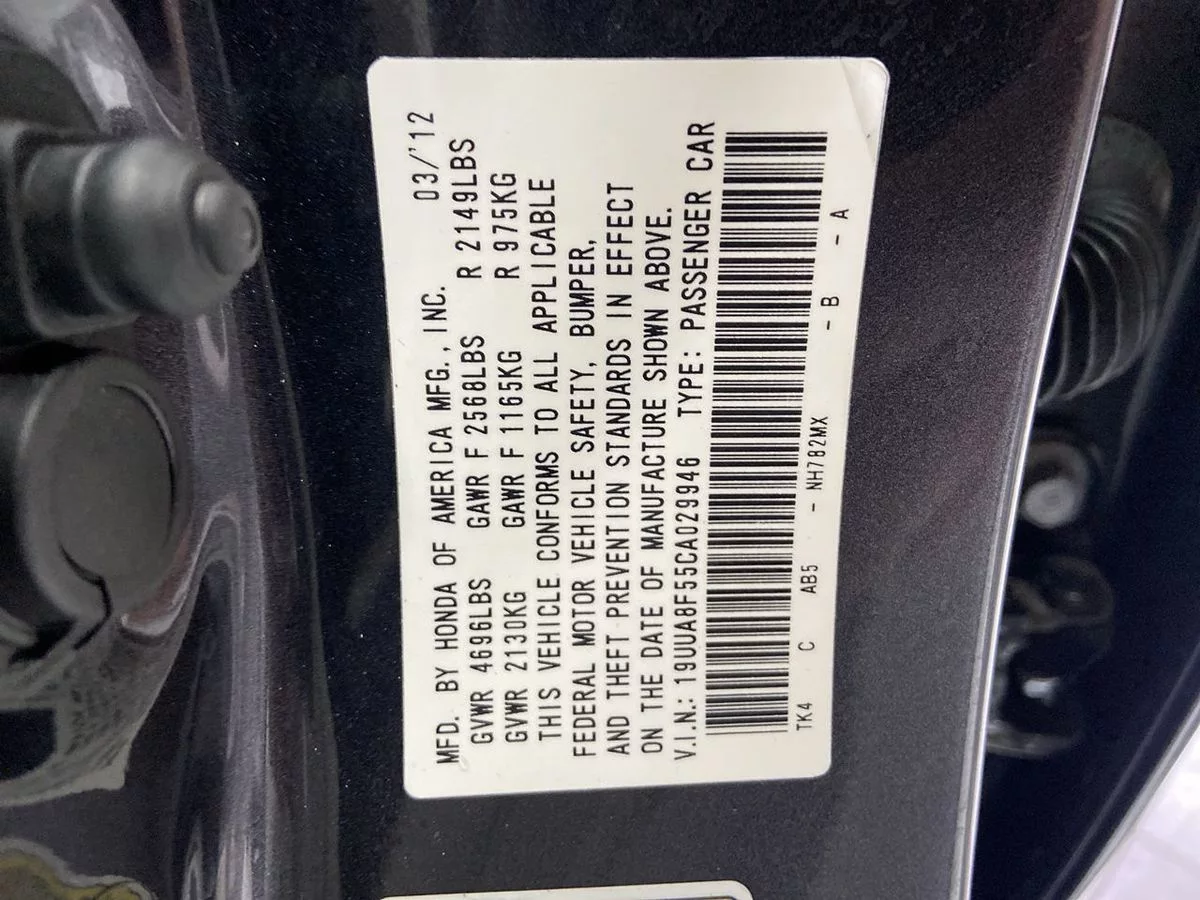 MFD. BY HONDA OF AMERICA MFG., INC. 03/'12
GVWR 4696LBS GAWR F 2568LBS R 2149LBS
GVWR 2130KG GAWR F 1165KG R 975KG
THIS VEHICLE CONFORMS TO ALL APPLICABLE
FEDERAL MOTOR VEHICLE SAFETY, BUMPER,
AND THEFT PREVENTION STANDARDS IN EFFECT
ON THE DATE OF MANUFACTURE SHOWN ABOVE.
V.I.N.: 19UUA8F55CA029946 TYPE: PASSENGER CAR
TK4 C AB5 - NH782MX - B - A